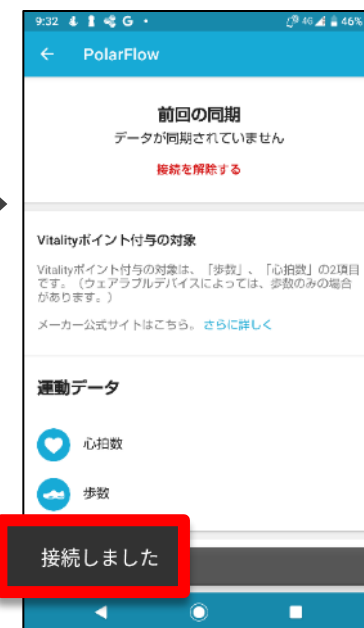 9:32 G • 4G 46%
PolarFlow
前回の同期
データが同期されていません
接続を解除する
Vitalityポイント付与の対象
Vitalityポイント付与の対象は、「歩数」、「心拍数」の2項目
です。（ウェアラブルデバイスによっては、歩数のみの場合
があります。）
メーカー公式サイトはこちら。さらに詳しく
運動データ
心拍数
歩数
接続しました